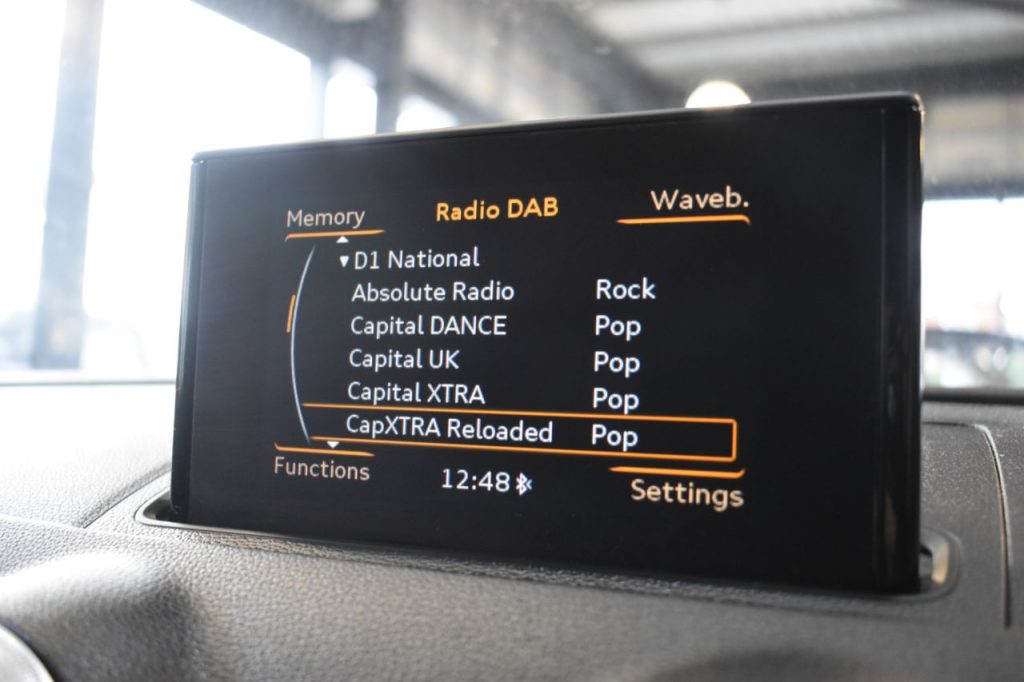 Memory Radio DAB Waveb.
D1 National
Absolute Radio Rock
Capital DANCE Pop
Capital UK Pop
Capital XTRA Pop
CapXTRA Reloaded Pop
Functions 12:48 Settings